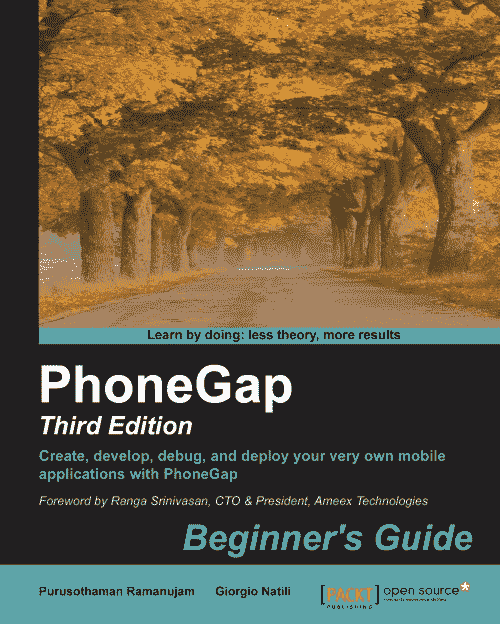 Learn by doing: less theory, more results
PhoneGap
Third Edition
Create, develop, debug, and deploy your very own mobile
applications with PhoneGap
Foreword by Ranga Srinivasan, CTO & President, Ameex Technologies
Beginner's Guide
Purusothaman Ramanujam Giorgio Natili
[PACKT] open source*
PUBLISHING